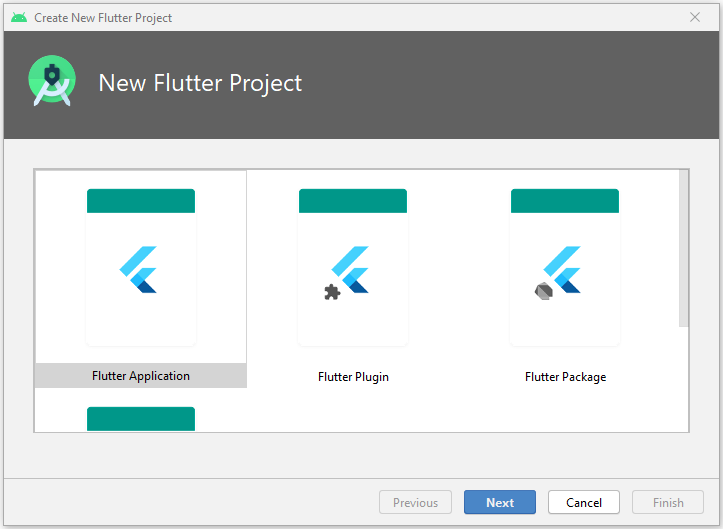 Create New Flutter Project
New Flutter Project
Flutter Application
Flutter Plugin
Flutter Package
Previous
Next
Cancel
Finish